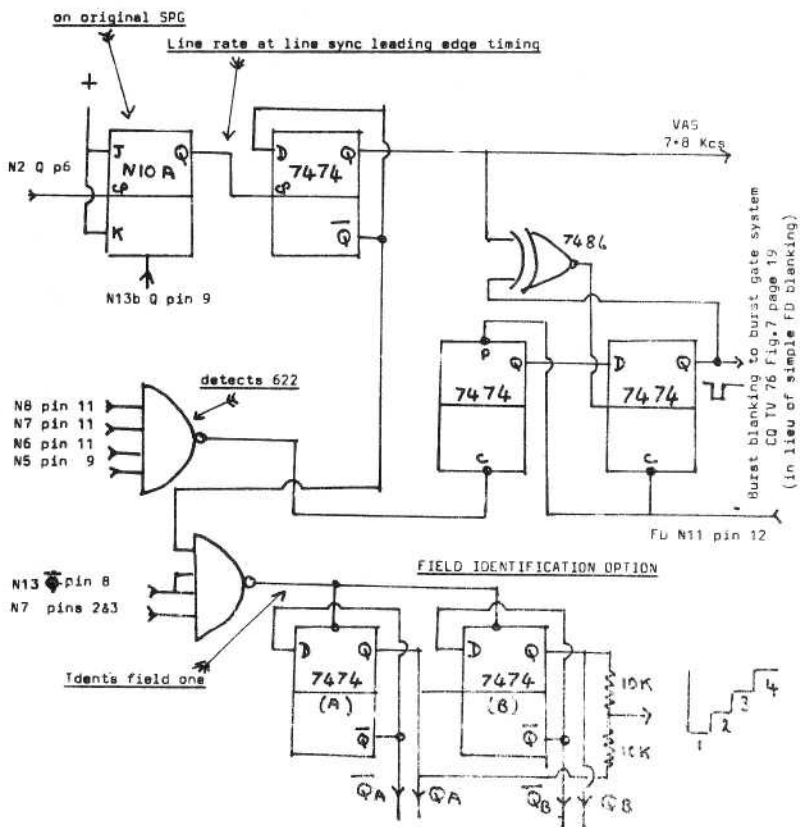 on original SPG
Line rate at line sync leading edge timing
+
J
Q
N10A
N2 Q p6
cp
K
N13b Q pin 9
D
Q
7474
cp
Q̅
VAS
7·8 Kcs
7486
P
Q
7474
C
D
Q
7474
C
Burst blanking to burst gate system
CQ TV 76 Fig.7 page 19
(in lieu of simple FD blanking)
FD N11 pin 12
detects 622
N8 pin 11
N7 pin 11
N6 pin 11
N5 pin 9
N13 Q̅ pin 8
N7 pins 2&3
Idents field one
FIELD IDENTIFICATION OPTION
D
Q
7474
(A)
Q̅
D
Q
7474
(B)
Q̅
10K
10K
1
2
3
4
Q̅A
QA
Q̅B
QB